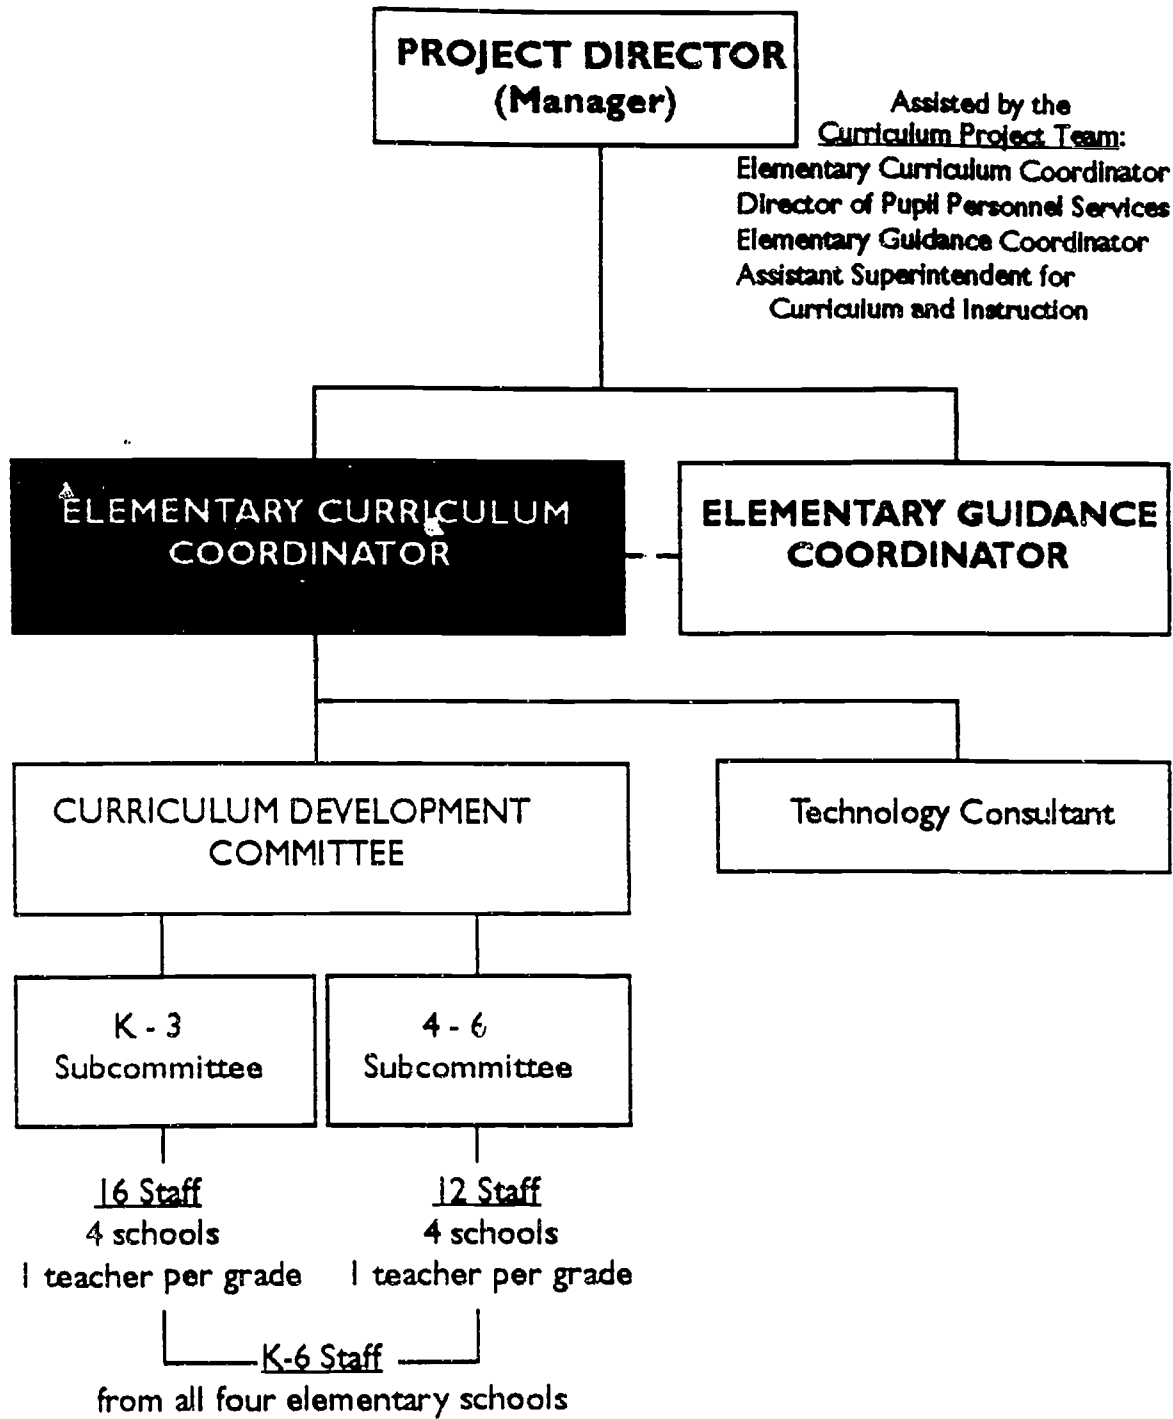 PROJECT DIRECTOR
(Manager)
Assisted by the
Curriculum Project Team:
Elementary Curriculum Coordinator
Director of Pupil Personnel Services
Elementary Guidance Coordinator
Assistant Superintendent for
Curriculum and Instruction
ELEMENTARY CURRICULUM
COORDINATOR
ELEMENTARY GUIDANCE
COORDINATOR
CURRICULUM DEVELOPMENT
COMMITTEE
Technology Consultant
K - 3
Subcommittee
4 - 6
Subcommittee
16 Staff
4 schools
1 teacher per grade
12 Staff
4 schools
1 teacher per grade
K-6 Staff
from all four elementary schools